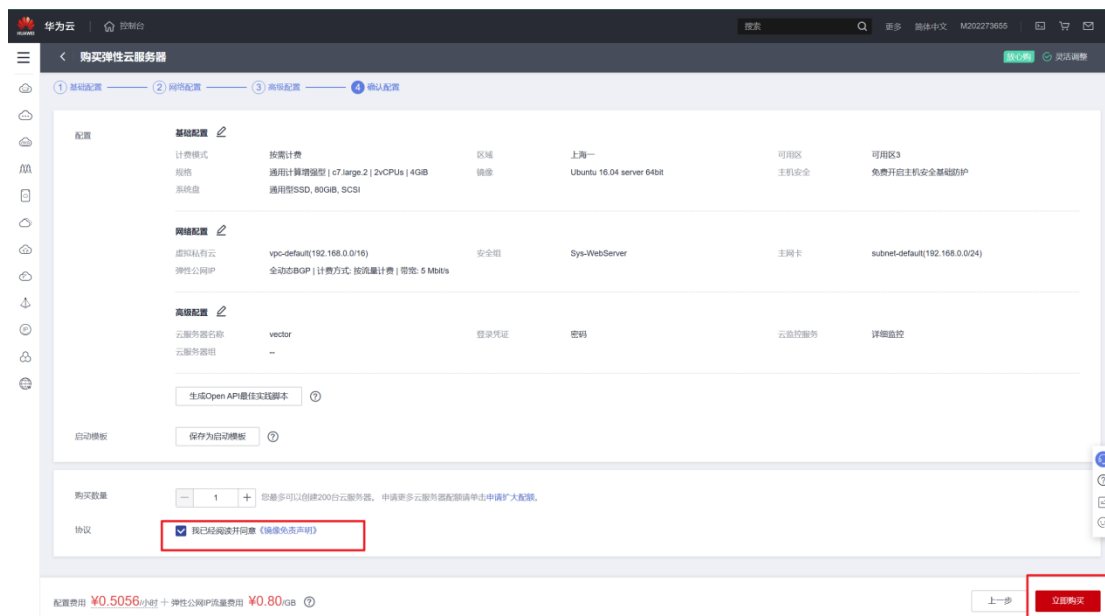 HUAWEI 华为云 控制台 搜索 更多 简体中文 M202273655
购买弹性云服务器 放心购 灵活调整
1 基础配置 2 网络配置 3 高级配置 4 确认配置
配置 基础配置
计费模式 按需计费 区域 上海一 可用区 可用区3
规格 通用计算增强型 | c7.large.2 | 2vCPUs | 4GiB 镜像 Ubuntu 16.04 server 64bit 主机安全 免费开启主机安全基础防护
系统盘 通用型SSD, 80GiB, SCSI
网络配置
虚拟私有云 vpc-default(192.168.0.0/16) 安全组 Sys-WebServer 主网卡 subnet-default(192.168.0.0/24)
弹性公网IP 全动态BGP | 计费方式: 按流量计费 | 带宽: 5 Mbit/s
高级配置
云服务器名称 vector 登录凭证 密码 云监控服务 详细监控
云服务器组 --
生成Open API最佳实践脚本
启动模板 保存为启动模板
购买数量 1 您最多可以创建200台云服务器。 申请更多云服务器配额请单击申请扩大配额。
协议 我已经阅读并同意《镜像免责声明》
配置费用 ¥0.5056/小时 + 弹性公网IP流量费用 ¥0.80/GB 上一步 立即购买